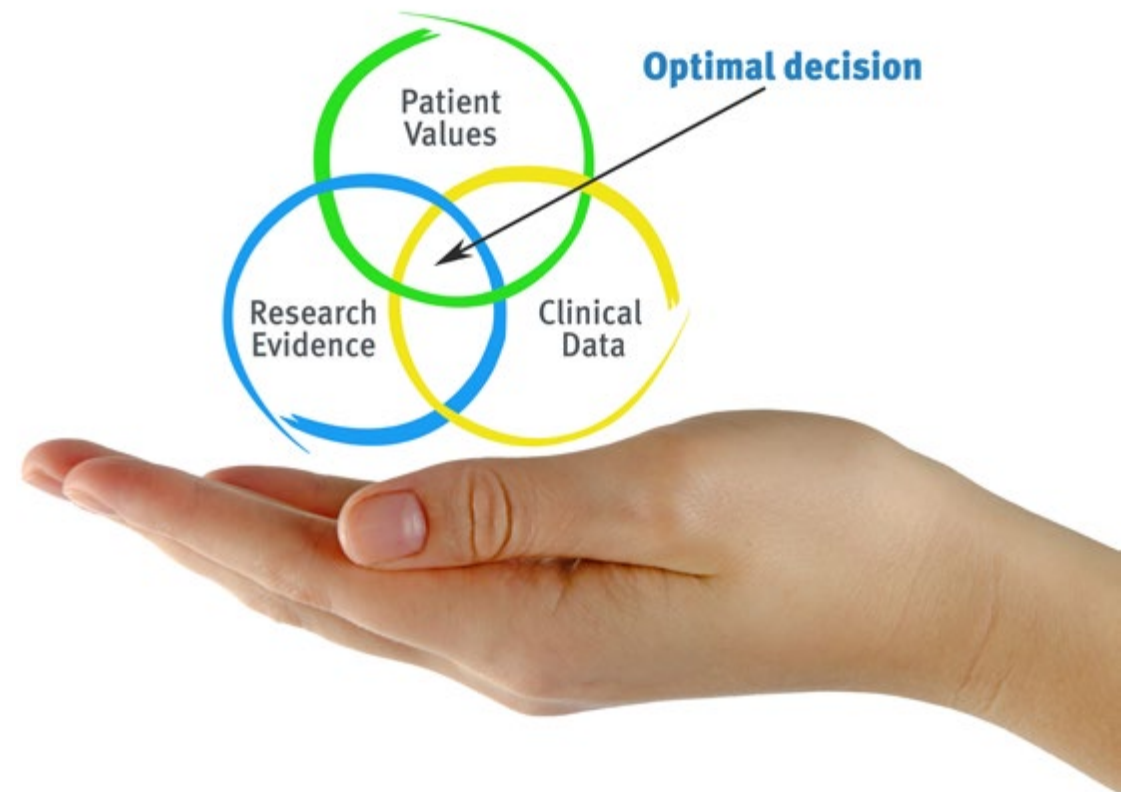 Optimal decision
Patient
Values
Research
Evidence
Clinical
Data